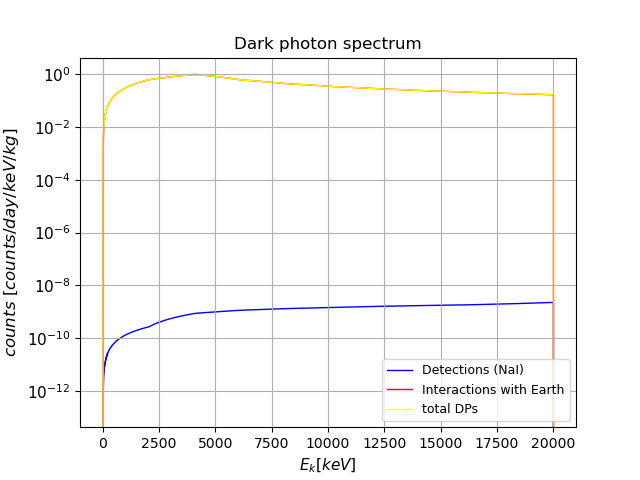 Dark photon spectrum
counts [counts/day/keV/kg]
10^0
10^-2
10^-4
10^-6
10^-8
10^-10
10^-12
Detections (NaI)
Interactions with Earth
total DPs
0 2500 5000 7500 10000 12500 15000 17500 20000
E_k[keV]